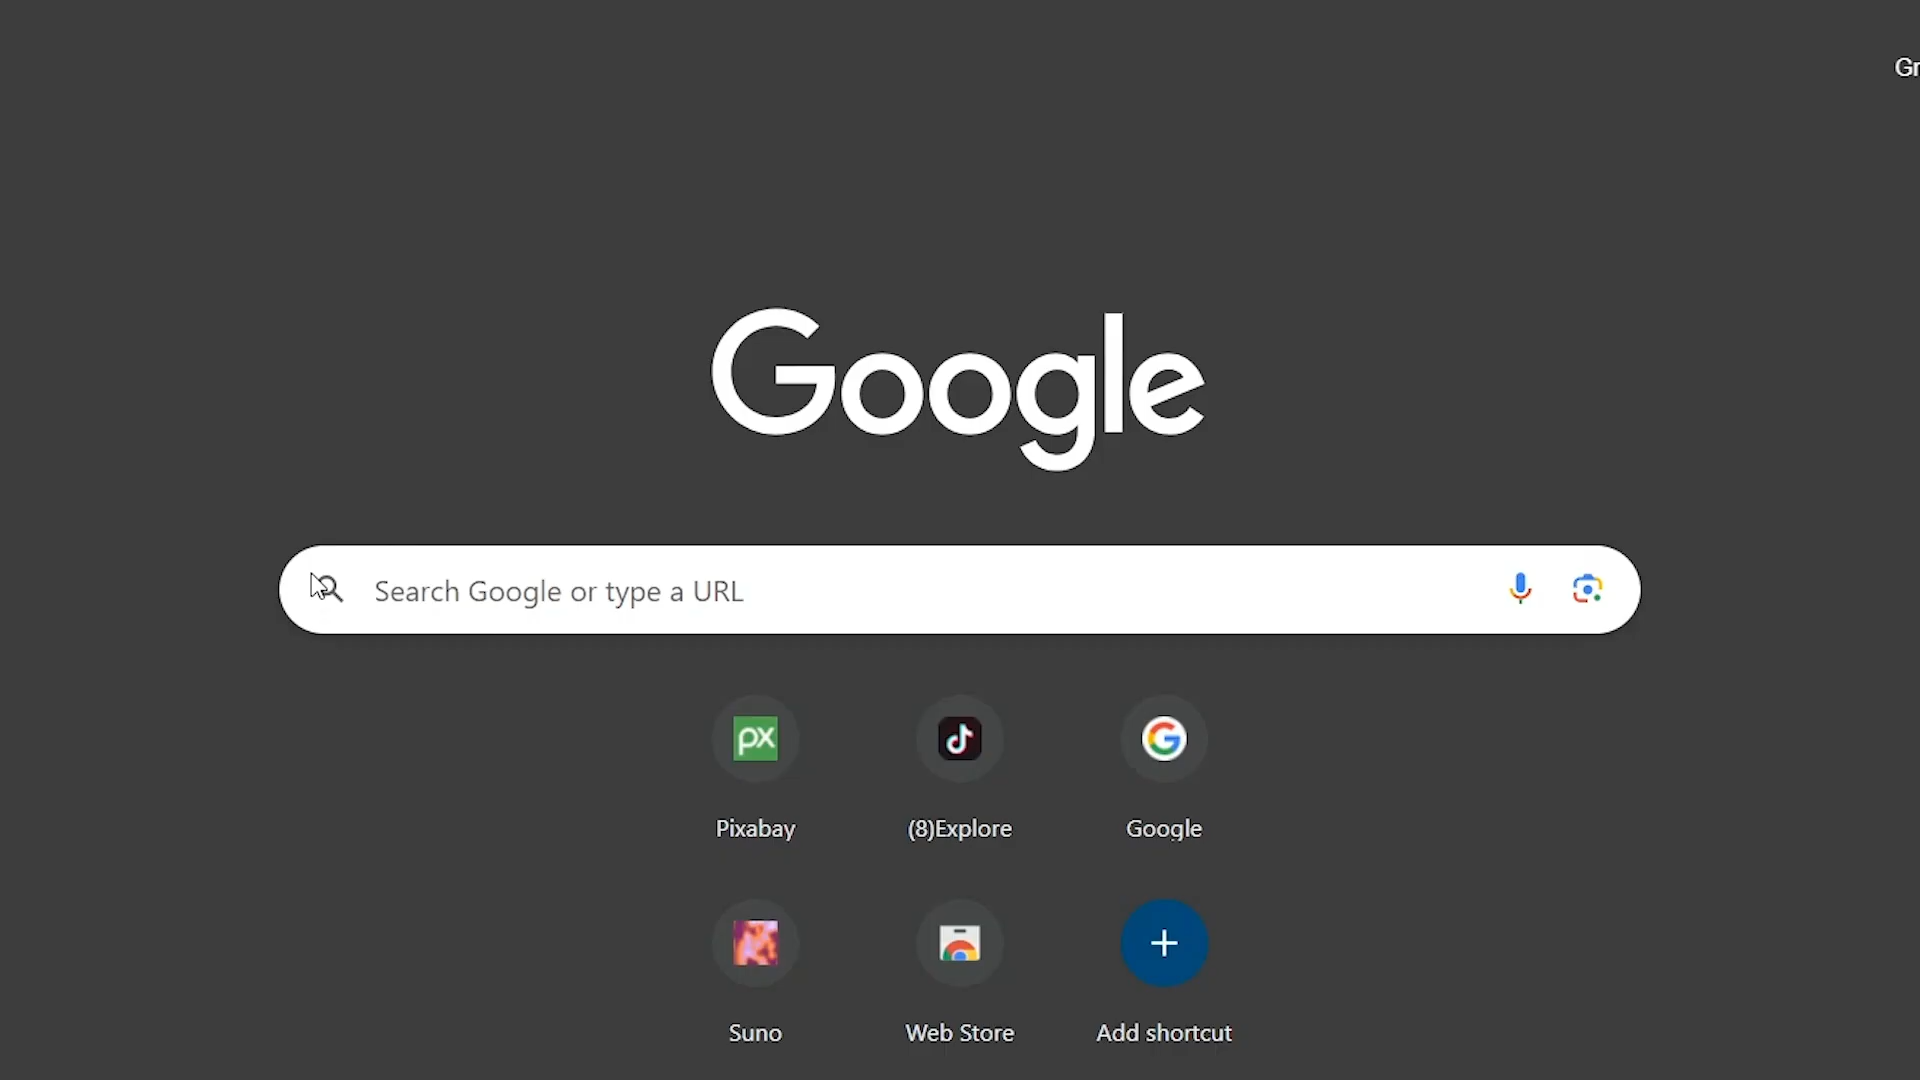 Gr
Google
Search Google or type a URL
px
Pixabay
(8)Explore
Google
Suno
Web Store
Add shortcut